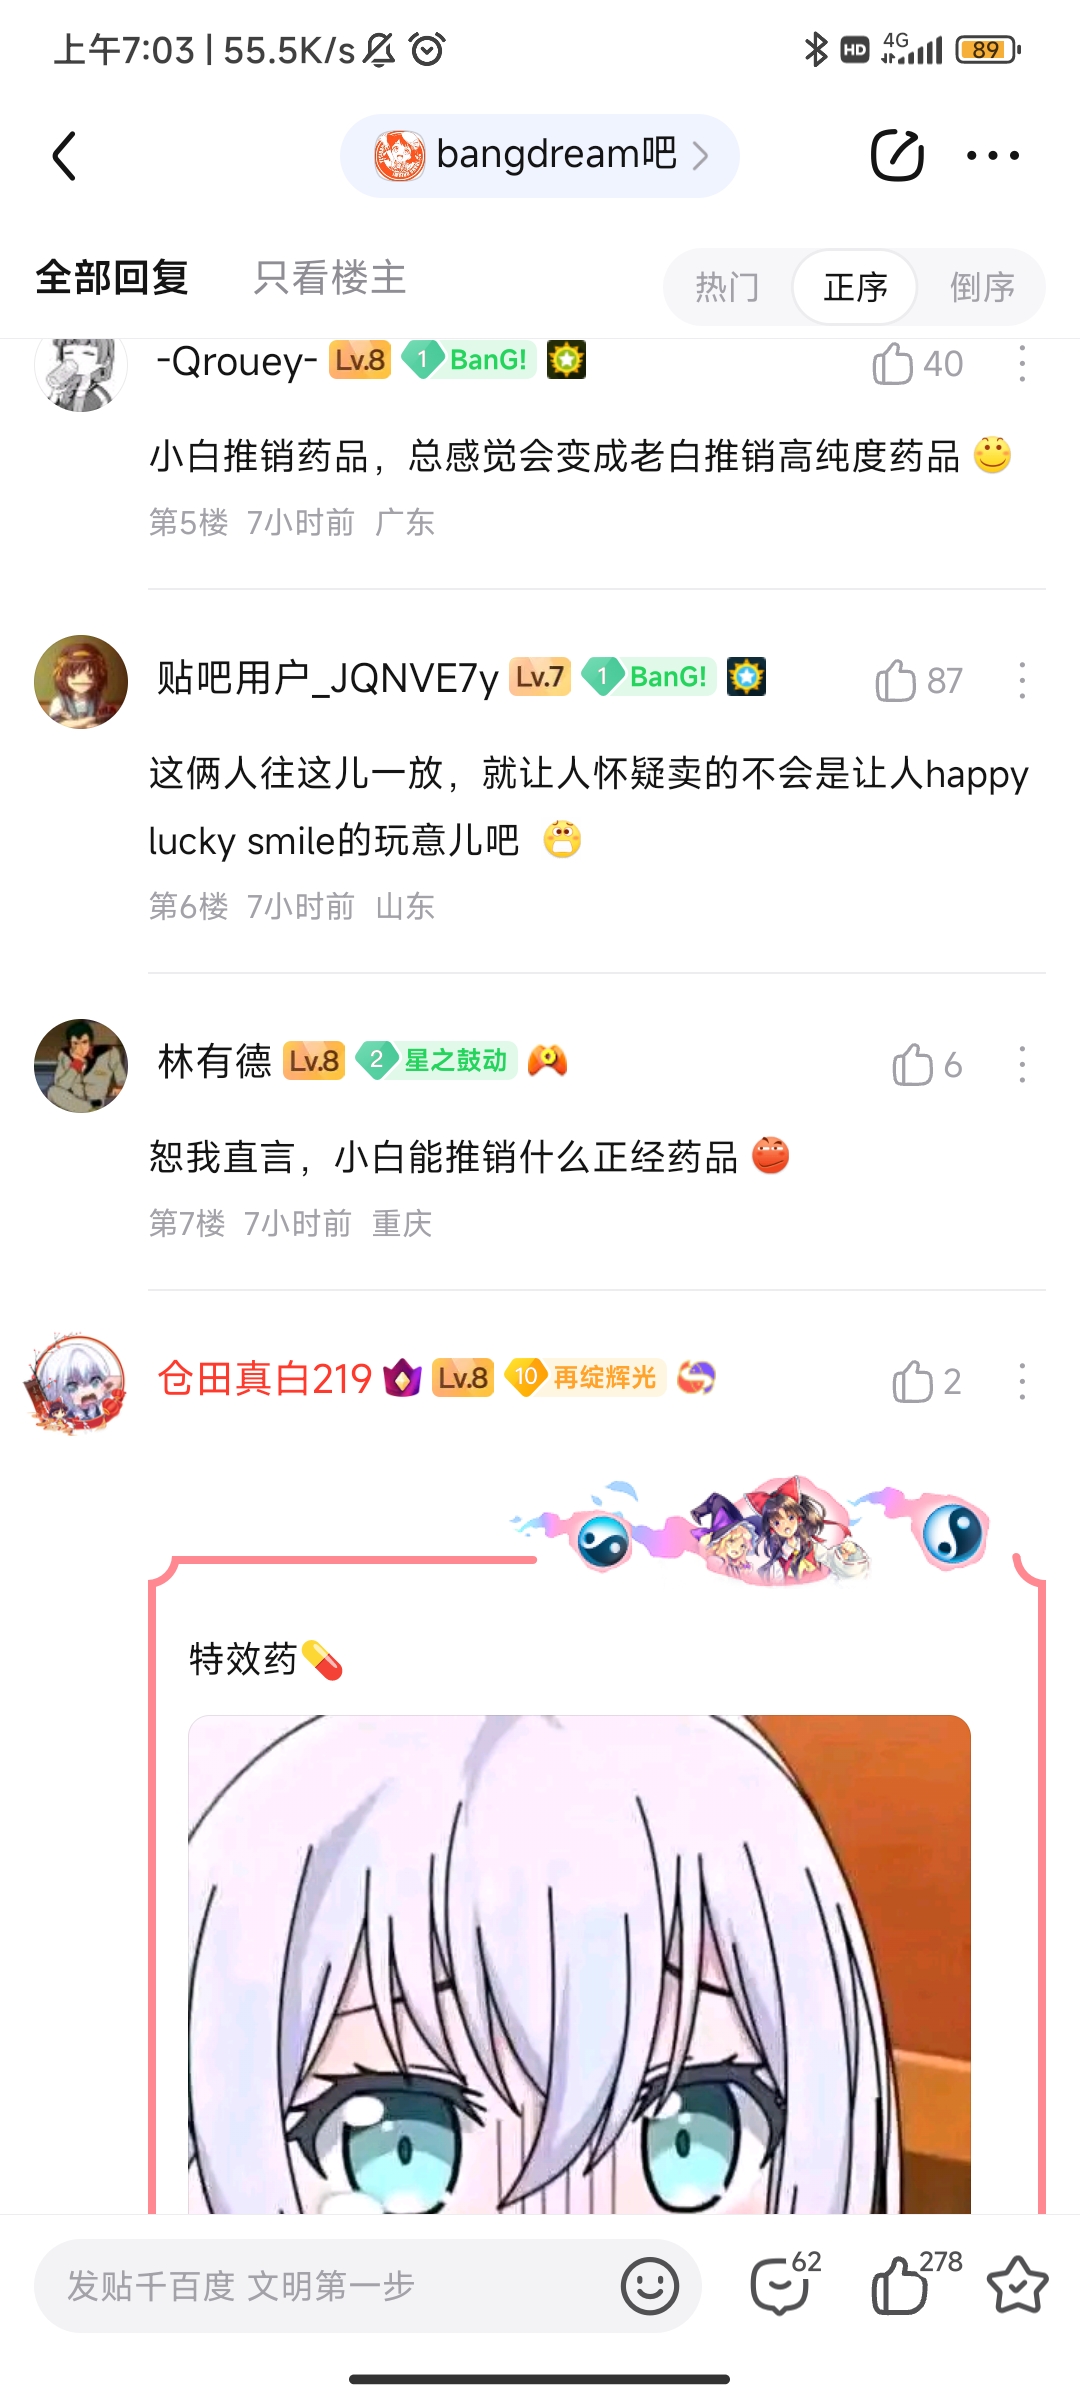 上午7:03 | 55.5K/s
HD 4G 89
bangdream吧
全部回复 只看楼主 热门 正序 倒序
-Qrouey- Lv.8 1 BanG! 40
小白推销药品，总感觉会变成老白推销高纯度药品
第5楼 7小时前 广东
贴吧用户_JQNVE7y Lv.7 1 BanG! 87
这俩人往这儿一放，就让人怀疑卖的不会是让人happy
lucky smile的玩意儿吧
第6楼 7小时前 山东
林有德 Lv.8 2 星之鼓动 6
恕我直言，小白能推销什么正经药品
第7楼 7小时前 重庆
仓田真白219 Lv.8 10 再绽辉光 2
特效药
发贴千百度 文明第一步 62 278